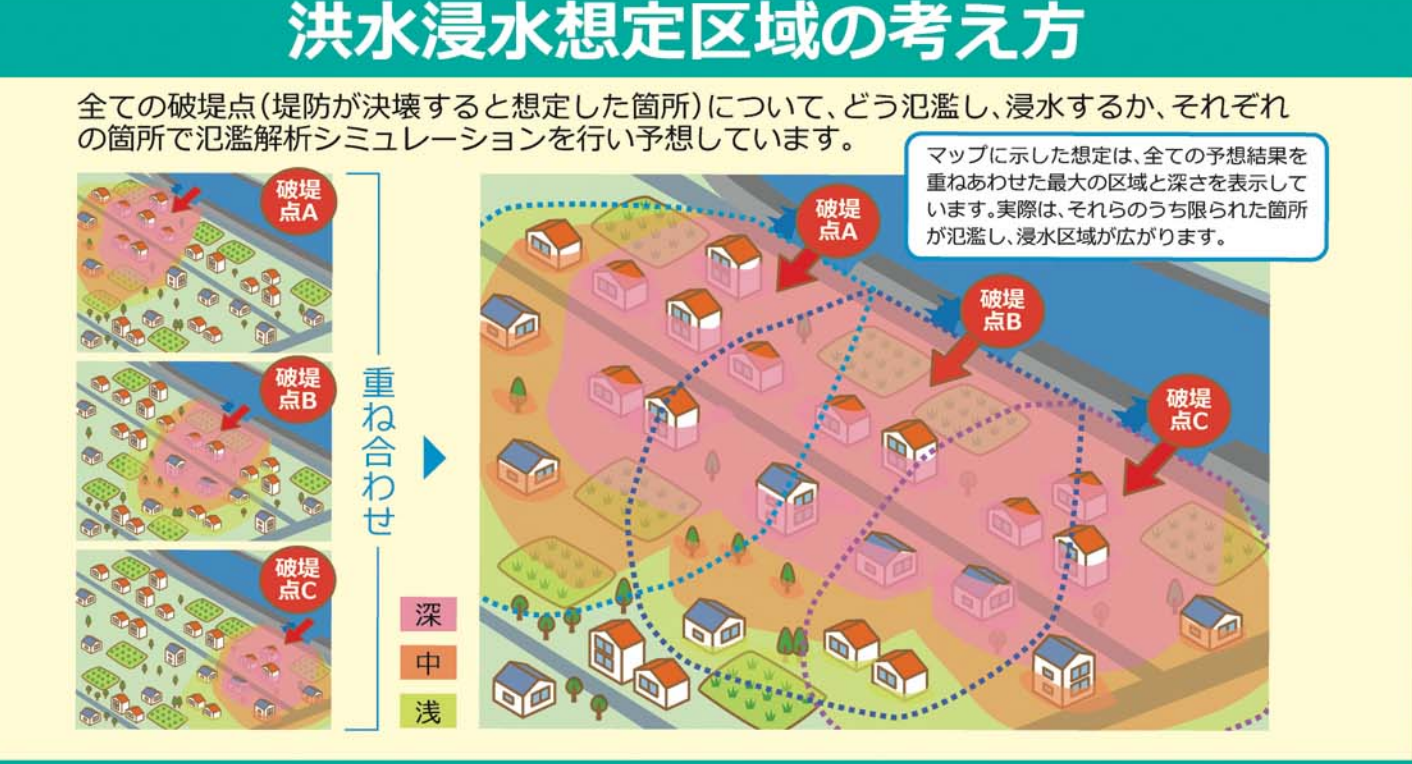 洪水浸水想定区域の考え方
全ての破堤点(堤防が決壊すると想定した箇所)について、どう氾濫し、浸水するか、それぞれ
の箇所で氾濫解析シミュレーションを行い予想しています。
マップに示した想定は、全ての予想結果を
重ねあわせた最大の区域と深さを表示して
います。実際は、それらのうち限られた箇所
が氾濫し、浸水区域が広がります。
破堤
点A
破堤
点B
破堤
点C
重ね合わせ
深
中
浅
破堤
点A
破堤
点B
破堤
点C